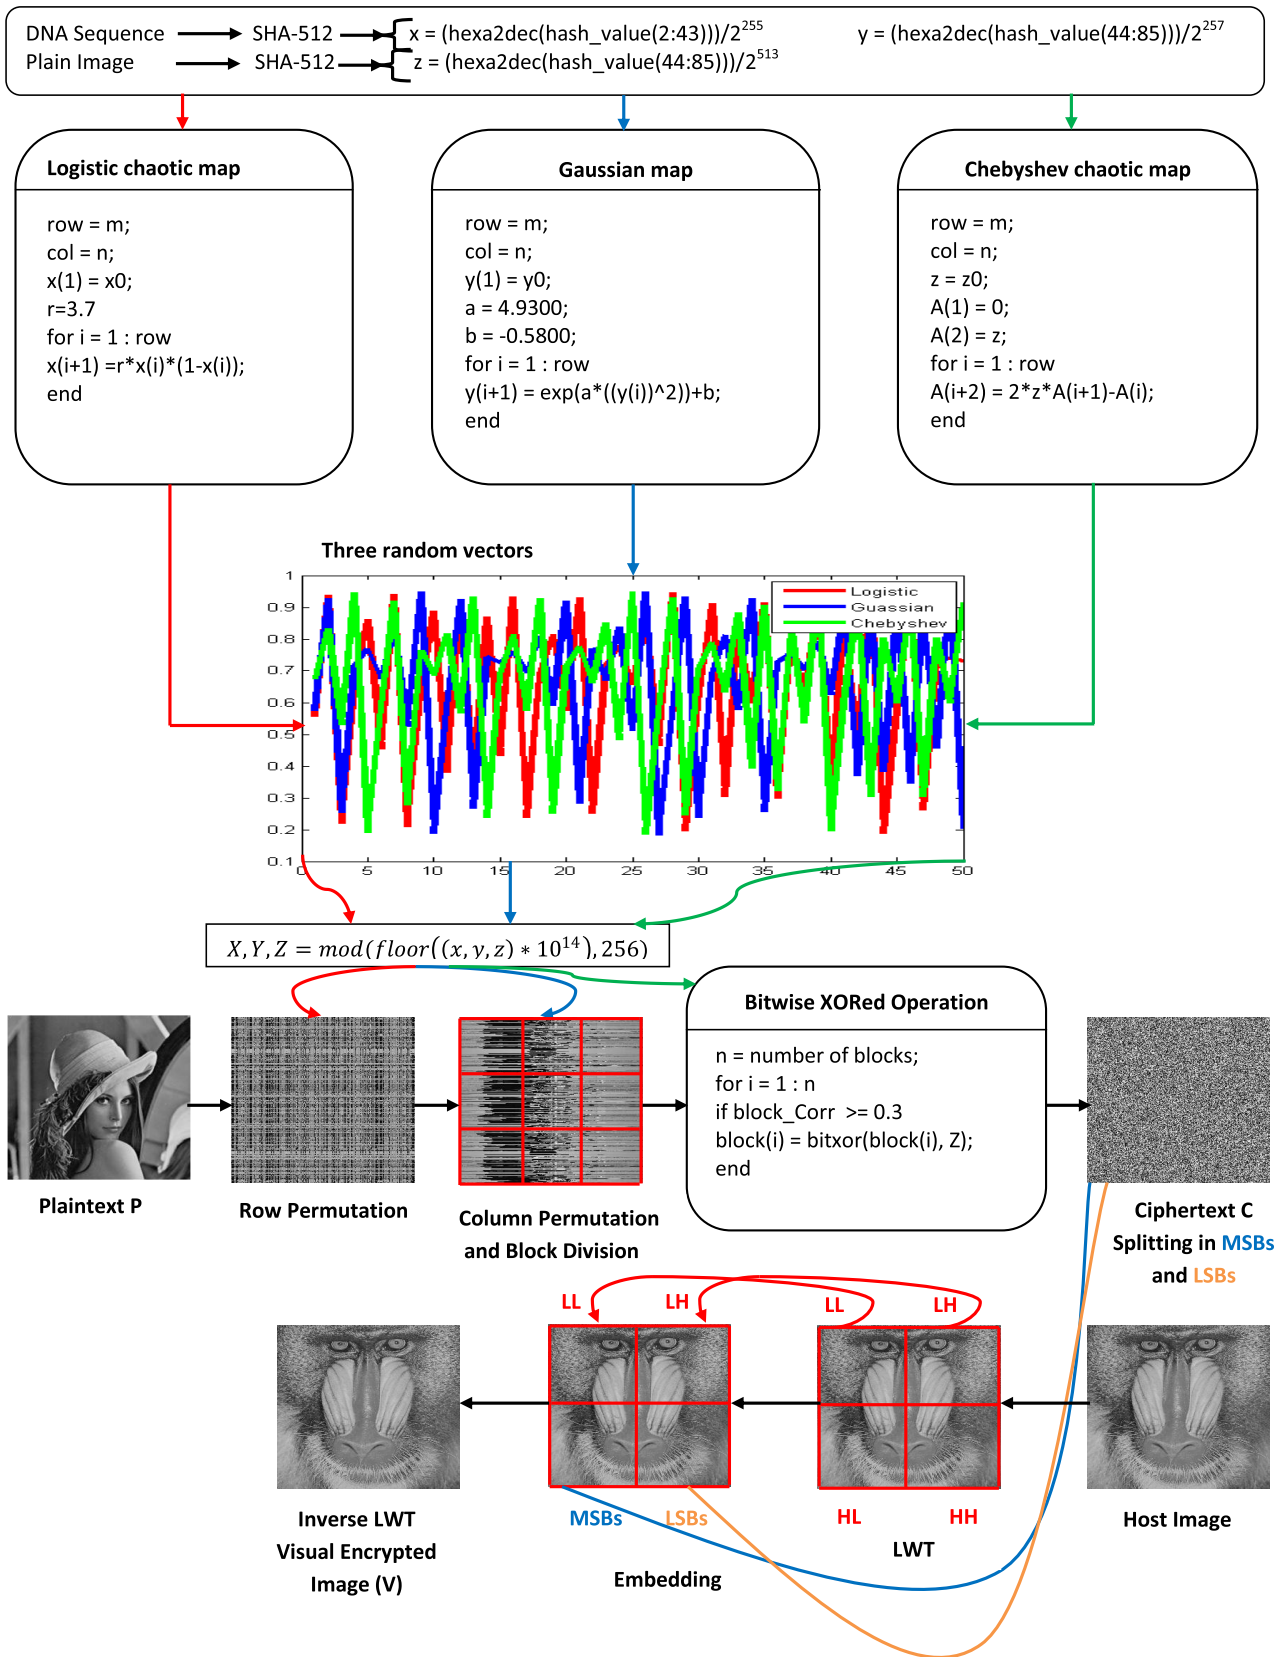 DNA Sequence SHA-512 x = (hexa2dec(hash_value(2:43)))/2^255 y = (hexa2dec(hash_value(44:85)))/2^257
Plain Image SHA-512 z = (hexa2dec(hash_value(44:85)))/2^513
Logistic chaotic map
row = m;
col = n;
x(1) = x0;
r=3.7
for i = 1 : row
x(i+1) =r*x(i)*(1-x(i));
end
Gaussian map
row = m;
col = n;
y(1) = y0;
a = 4.9300;
b = -0.5800;
for i = 1 : row
y(i+1) = exp(a*((y(i))^2))+b;
end
Chebyshev chaotic map
row = m;
col = n;
z = z0;
A(1) = 0;
A(2) = z;
for i = 1 : row
A(i+2) = 2*z*A(i+1)-A(i);
end
Three random vectors
1
0.9
0.8
0.7
0.6
0.5
0.4
0.3
0.2
0.1
Logistic
Guassian
Chebyshev
0 5 10 15 20 25 30 35 40 45 50
X, Y, Z = mod(floor((x, y, z) * 10^14), 256)
Plaintext P
Row Permutation
Column Permutation
and Block Division
Bitwise XORed Operation
n = number of blocks;
for i = 1 : n
if block_Corr >= 0.3
block(i) = bitxor(block(i), Z);
end
Ciphertext C
Splitting in MSBs
and LSBs
LL LH LL LH
MSBs LSBs HL HH
Inverse LWT
Visual Encrypted
Image (V)
Embedding
LWT
Host Image